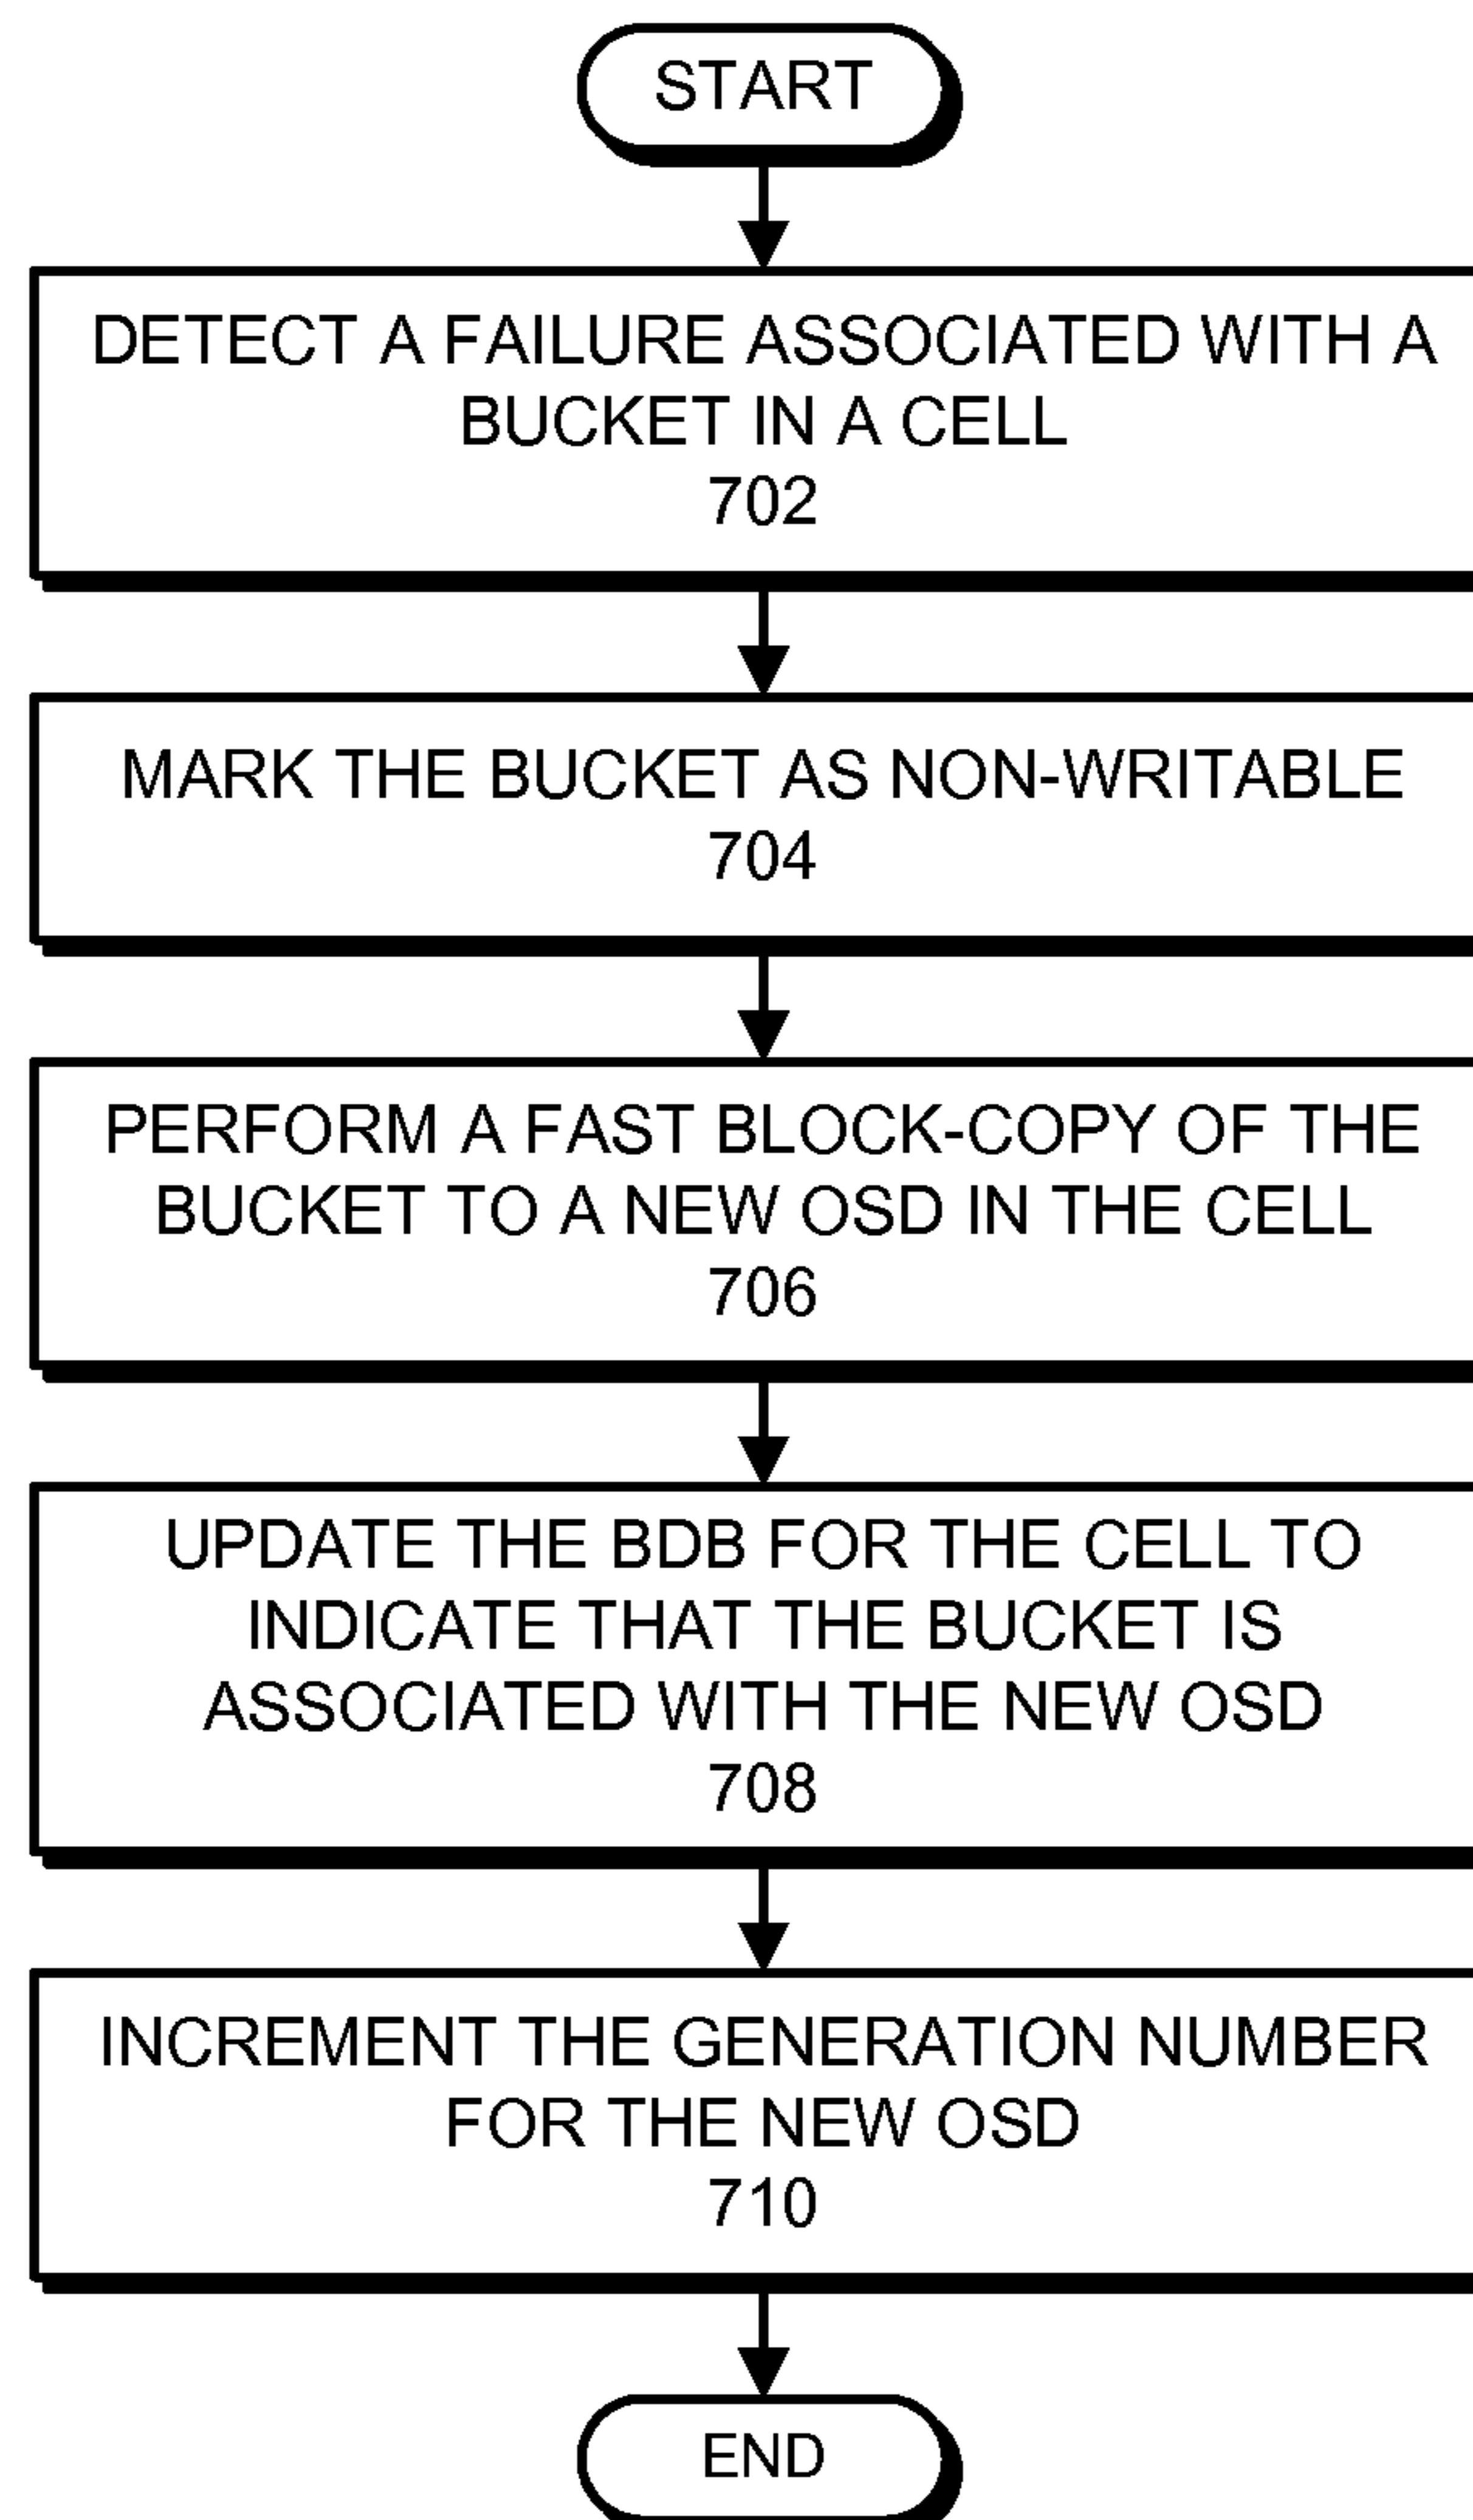 START
DETECT A FAILURE ASSOCIATED WITH A
BUCKET IN A CELL
702
MARK THE BUCKET AS NON-WRITABLE
704
PERFORM A FAST BLOCK-COPY OF THE
BUCKET TO A NEW OSD IN THE CELL
706
UPDATE THE BDB FOR THE CELL TO
INDICATE THAT THE BUCKET IS
ASSOCIATED WITH THE NEW OSD
708
INCREMENT THE GENERATION NUMBER
FOR THE NEW OSD
710
END